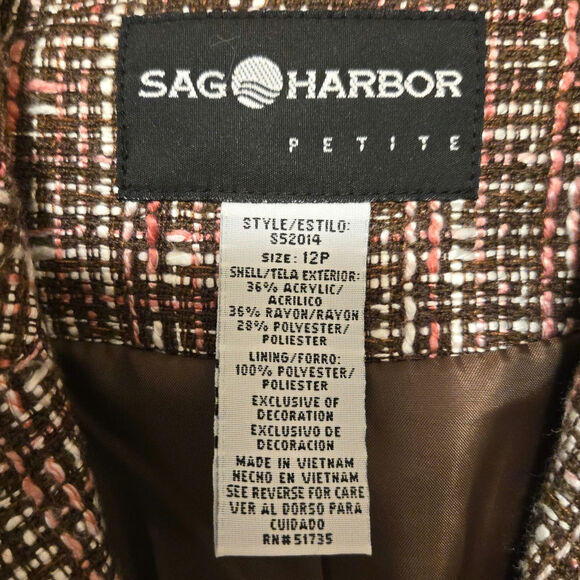 SAG HARBOR
PETITE
STYLE/ESTILO:
S52014
SIZE: 12P
SHELL/TELA EXTERIOR:
36% ACRYLIC/
ACRILICO
36% RAYON/RAYON
28% POLYESTER/
POLIESTER
LINING/FORRO:
100% POLYESTER/
POLIESTER
EXCLUSIVE OF
DECORATION
EXCLUSIVO DE
DECORACION
MADE IN VIETNAM
HECHO EN VIETNAM
SEE REVERSE FOR CARE
VER AL DORSO PARA
CUIDADO
RN#51735